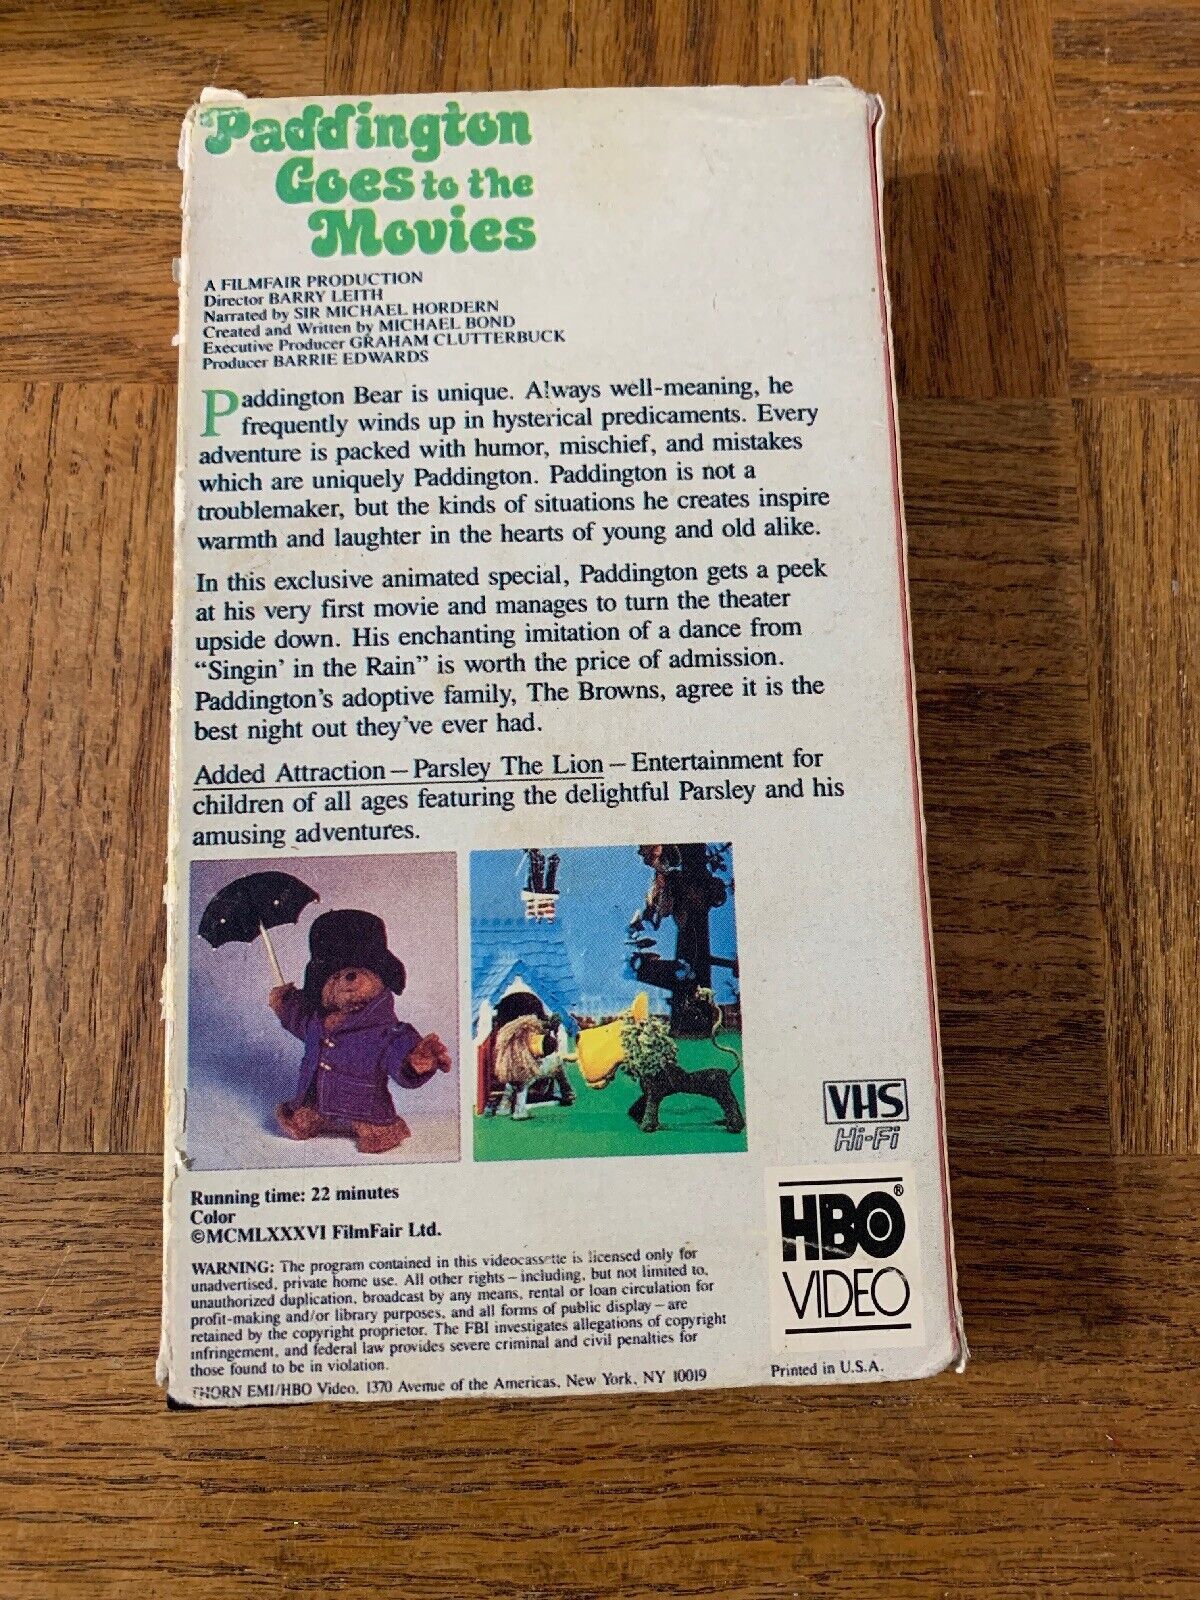 Paddington
Goes to the
Movies
A FILMFAIR PRODUCTION
Director BARRY LEITH
Narrated by SIR MICHAEL HORDERN
Created and Written by MICHAEL BOND
Executive Producer GRAHAM CLUTTERBUCK
Producer BARRIE EDWARDS
Paddington Bear is unique. Always well-meaning, he
frequently winds up in hysterical predicaments. Every
adventure is packed with humor, mischief, and mistakes
which are uniquely Paddington. Paddington is not a
troublemaker, but the kinds of situations he creates inspire
warmth and laughter in the hearts of young and old alike.
In this exclusive animated special, Paddington gets a peek
at his very first movie and manages to turn the theater
upside down. His enchanting imitation of a dance from
“Singin’ in the Rain” is worth the price of admission.
Paddington’s adoptive family, The Browns, agree it is the
best night out they’ve ever had.
Added Attraction – Parsley The Lion – Entertainment for
children of all ages featuring the delightful Parsley and his
amusing adventures.
VHS
Hi-Fi
Running time: 22 minutes
Color
©MCMLXXXVI FilmFair Ltd.
WARNING: The program contained in this videocassette is licensed only for
unadvertised, private home use. All other rights – including, but not limited to,
unauthorized duplication, broadcast by any means, rental or loan circulation for
profit-making and/or library purposes, and all forms of public display – are
retained by the copyright proprietor. The FBI investigates allegations of copyright
infringement, and federal law provides severe criminal and civil penalties for
those found to be in violation.
THORN EMI/HBO Video, 1370 Avenue of the Americas, New York, NY 10019
HBO®
VIDEO
Printed in U.S.A.